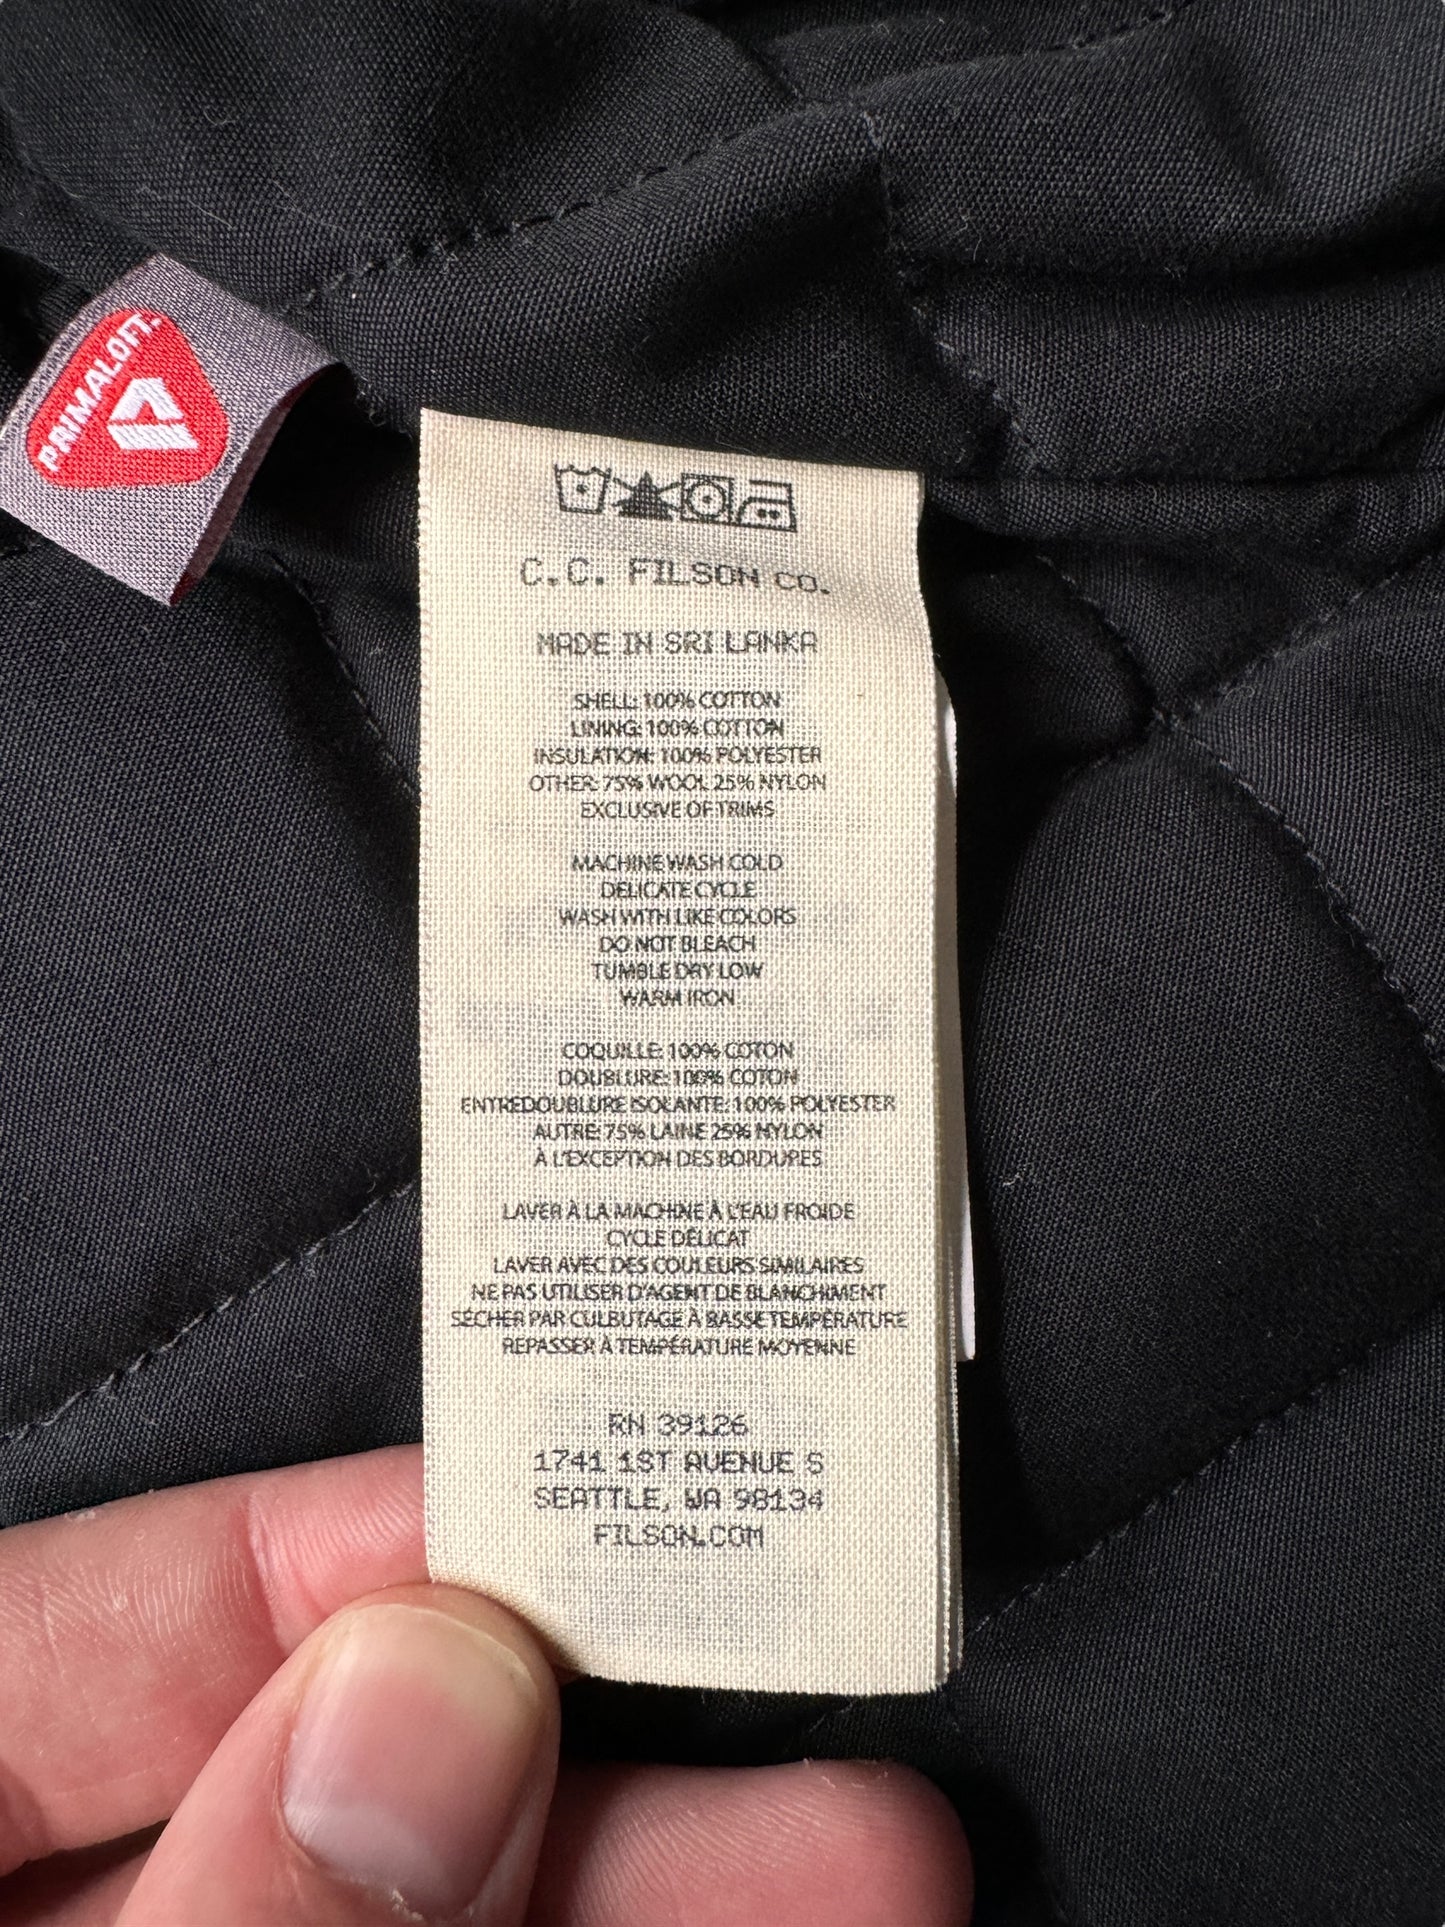 PRIMALOFT.
C.C. FILSON CO.
MADE IN SRI LANKA
SHELL: 100% COTTON
LINING: 100% COTTON
INSULATION: 100% POLYESTER
OTHER: 75% WOOL 25% NYLON
EXCLUSIVE OF TRIMS
MACHINE WASH COLD
DELICATE CYCLE
WASH WITH LIKE COLORS
DO NOT BLEACH
TUMBLE DRY LOW
WARM IRON
COQUILLE: 100% COTON
DOUBLURE: 100% COTON
ENTREDOUBLURE ISOLANTE: 100% POLYESTER
AUTRE: 75% LAINE 25% NYLON
À L'EXCEPTION DES BORDURES
LAVER À LA MACHINE À L'EAU FROIDE
CYCLE DÉLICAT
LAVER AVEC DES COULEURS SIMILAIRES
NE PAS UTILISER D'AGENT DE BLANCHIMENT
SÉCHER PAR CULBUTAGE À BASSE TEMPÉRATURE
REPASSER À TEMPÉRATURE MOYENNE
RN 39126
1741 1ST AVENUE S
SEATTLE, WA 98134
FILSON.COM